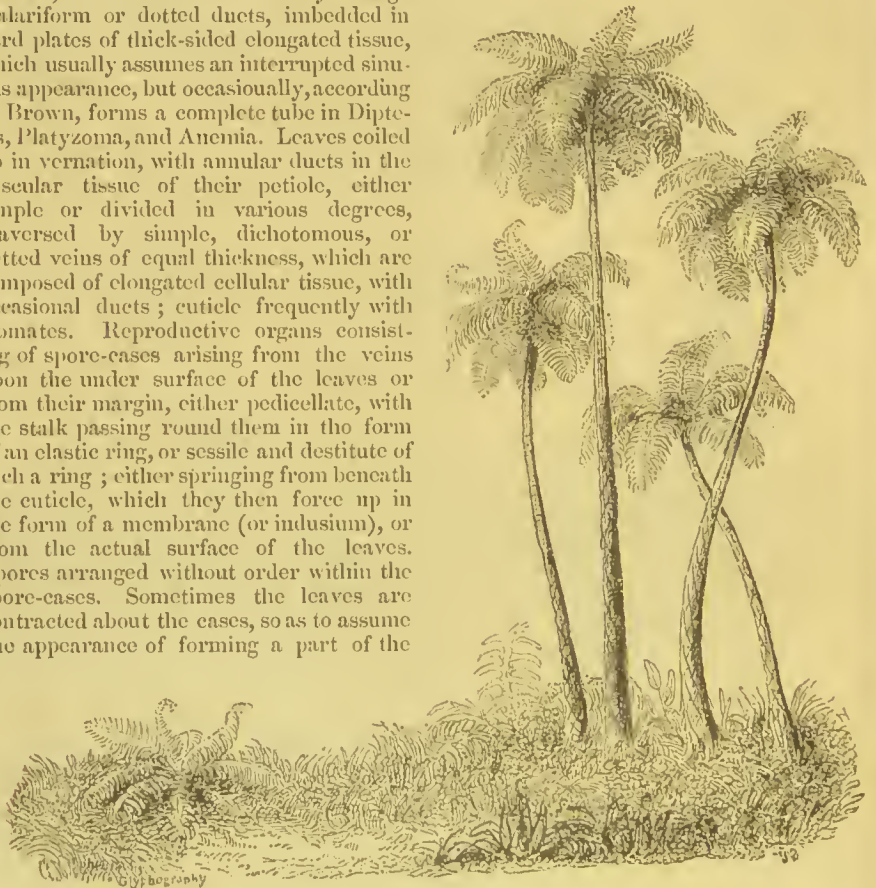 alariform or dotted ducts, imbedded in
rd plates of thick-sided elongated tissue,
hich usually assumes an interrupted sinu-
s appearance, but occasionally, according
Brown, forms a complete tube in Dipte-
s, Platyzoma, and Anemia. Leaves coiled
in vernation, with annular ducts in the
scular tissue of their petiole, either
mple or divided in various degrees,
aversed by simple, dichotomous, or
tted veins of equal thickness, which are
mposed of elongated cellular tissue, with
casional ducts ; cuticle frequently with
omates. Reproductive organs consist-
g of spore-cases arising from the veins
pon the under surface of the leaves or
om their margin, either pedicellate, with
e stalk passing round them in the form
f an elastic ring, or sessile and destitute of
ch a ring ; either springing from beneath
e cuticle, which they then force up in
e form of a membrane (or indusium), or
om the actual surface of the leaves.
pores arranged without order within the
pore-cases. Sometimes the leaves are
ontracted about the cases, so as to assume
he appearance of forming a part of the
Glyphography